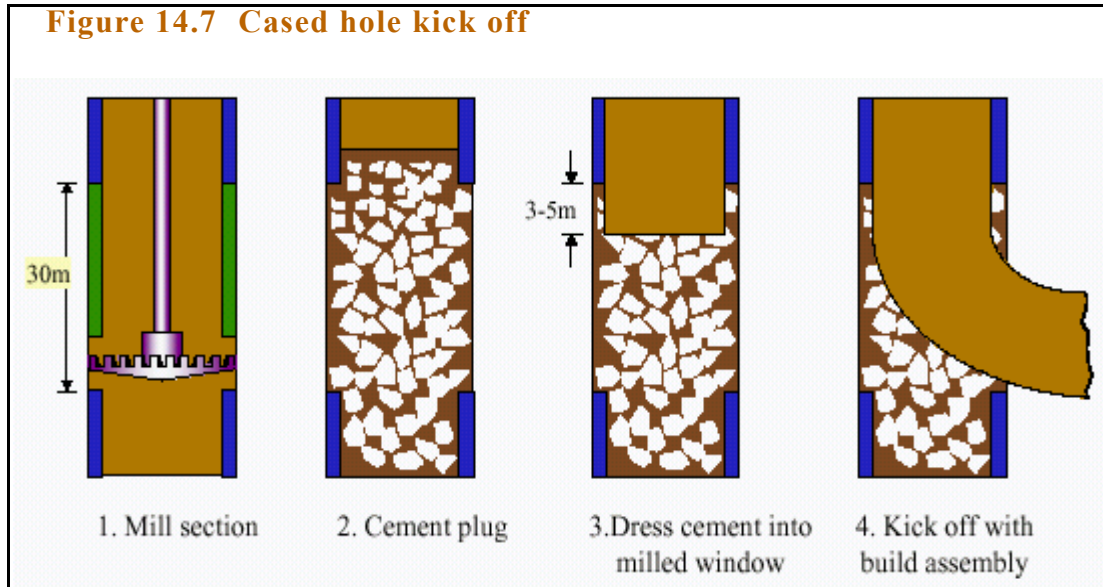 Figure 14.7 Cased hole kick off
30m
3-5m
1. Mill section
2. Cement plug
3.Dress cement into
milled window
4. Kick off with
build assembly